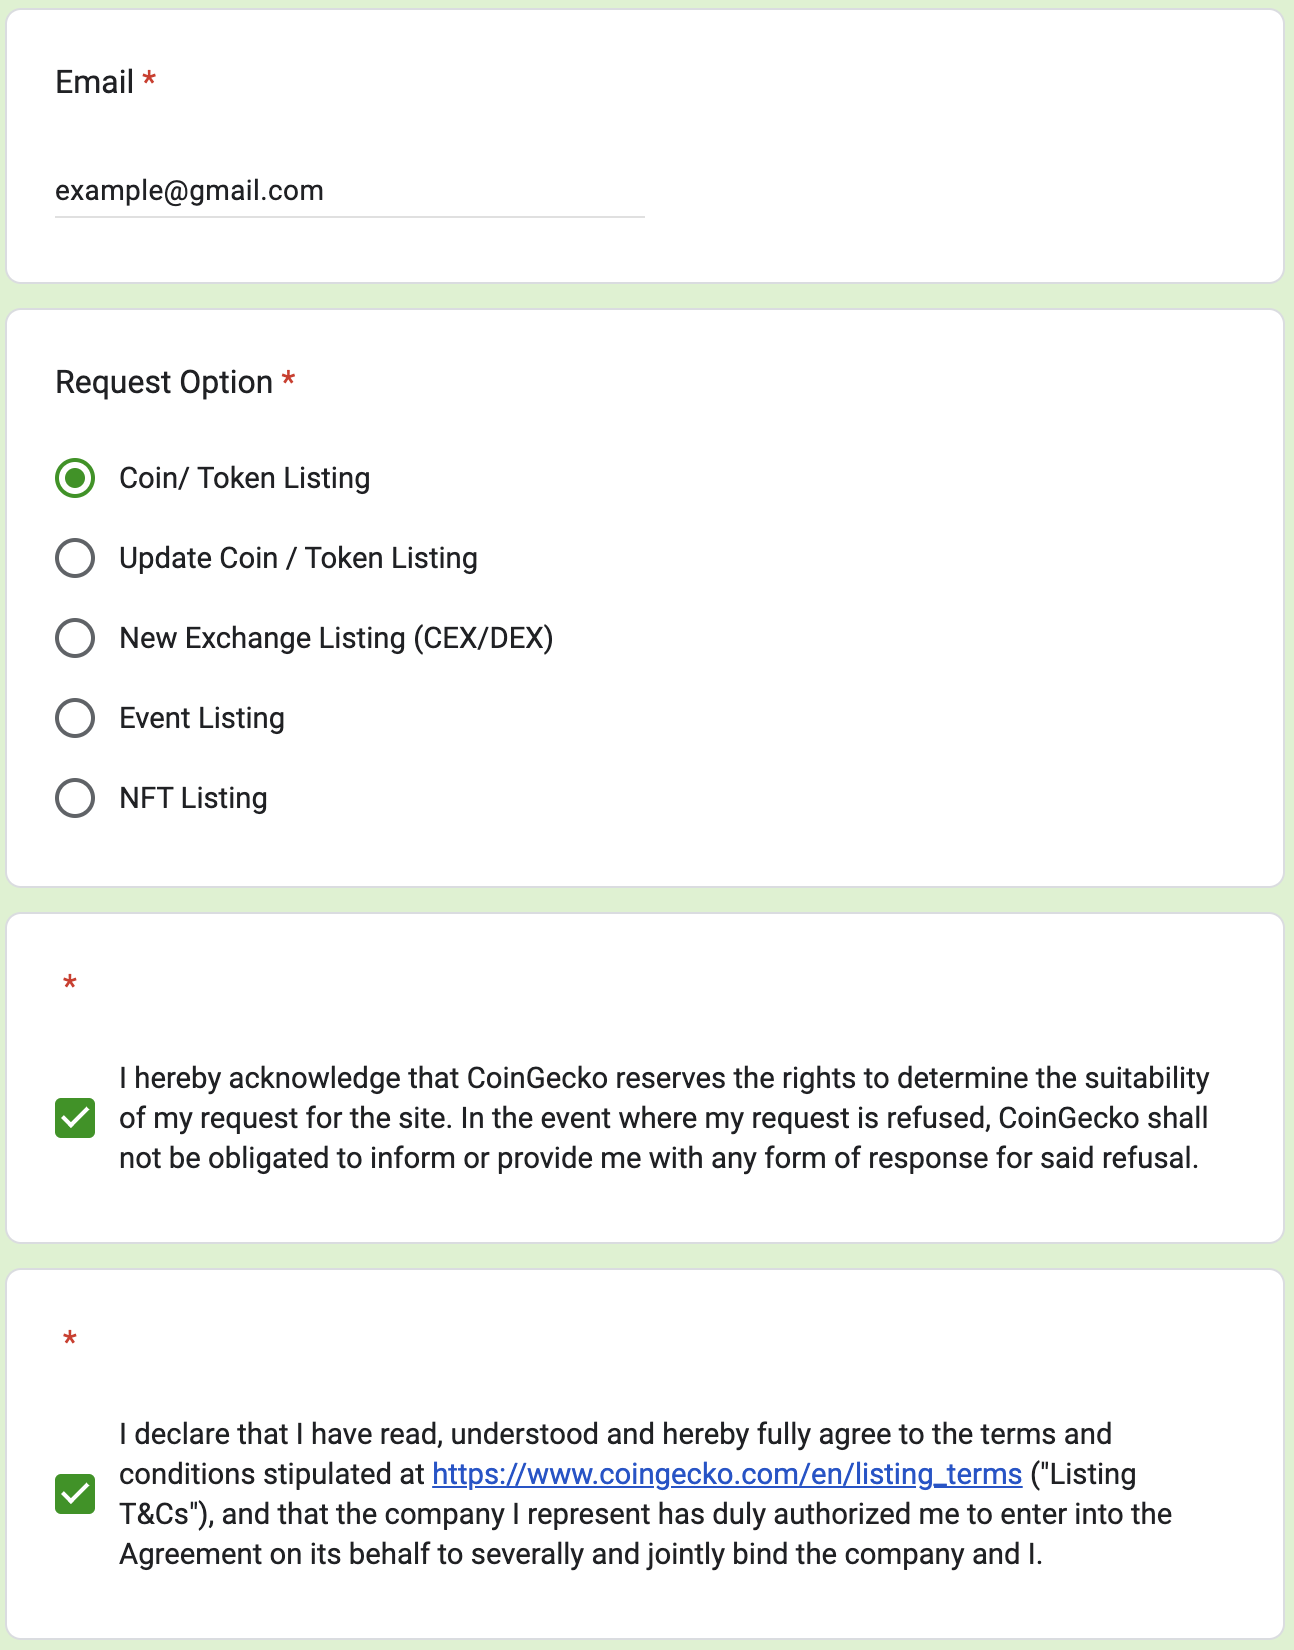 Email *
example@gmail.com
Request Option *
Coin/ Token Listing
Update Coin / Token Listing
New Exchange Listing (CEX/DEX)
Event Listing
NFT Listing
*
I hereby acknowledge that CoinGecko reserves the rights to determine the suitability
of my request for the site. In the event where my request is refused, CoinGecko shall
not be obligated to inform or provide me with any form of response for said refusal.
*
I declare that I have read, understood and hereby fully agree to the terms and
conditions stipulated at https://www.coingecko.com/en/listing_terms ("Listing
T&Cs"), and that the company I represent has duly authorized me to enter into the
Agreement on its behalf to severally and jointly bind the company and I.